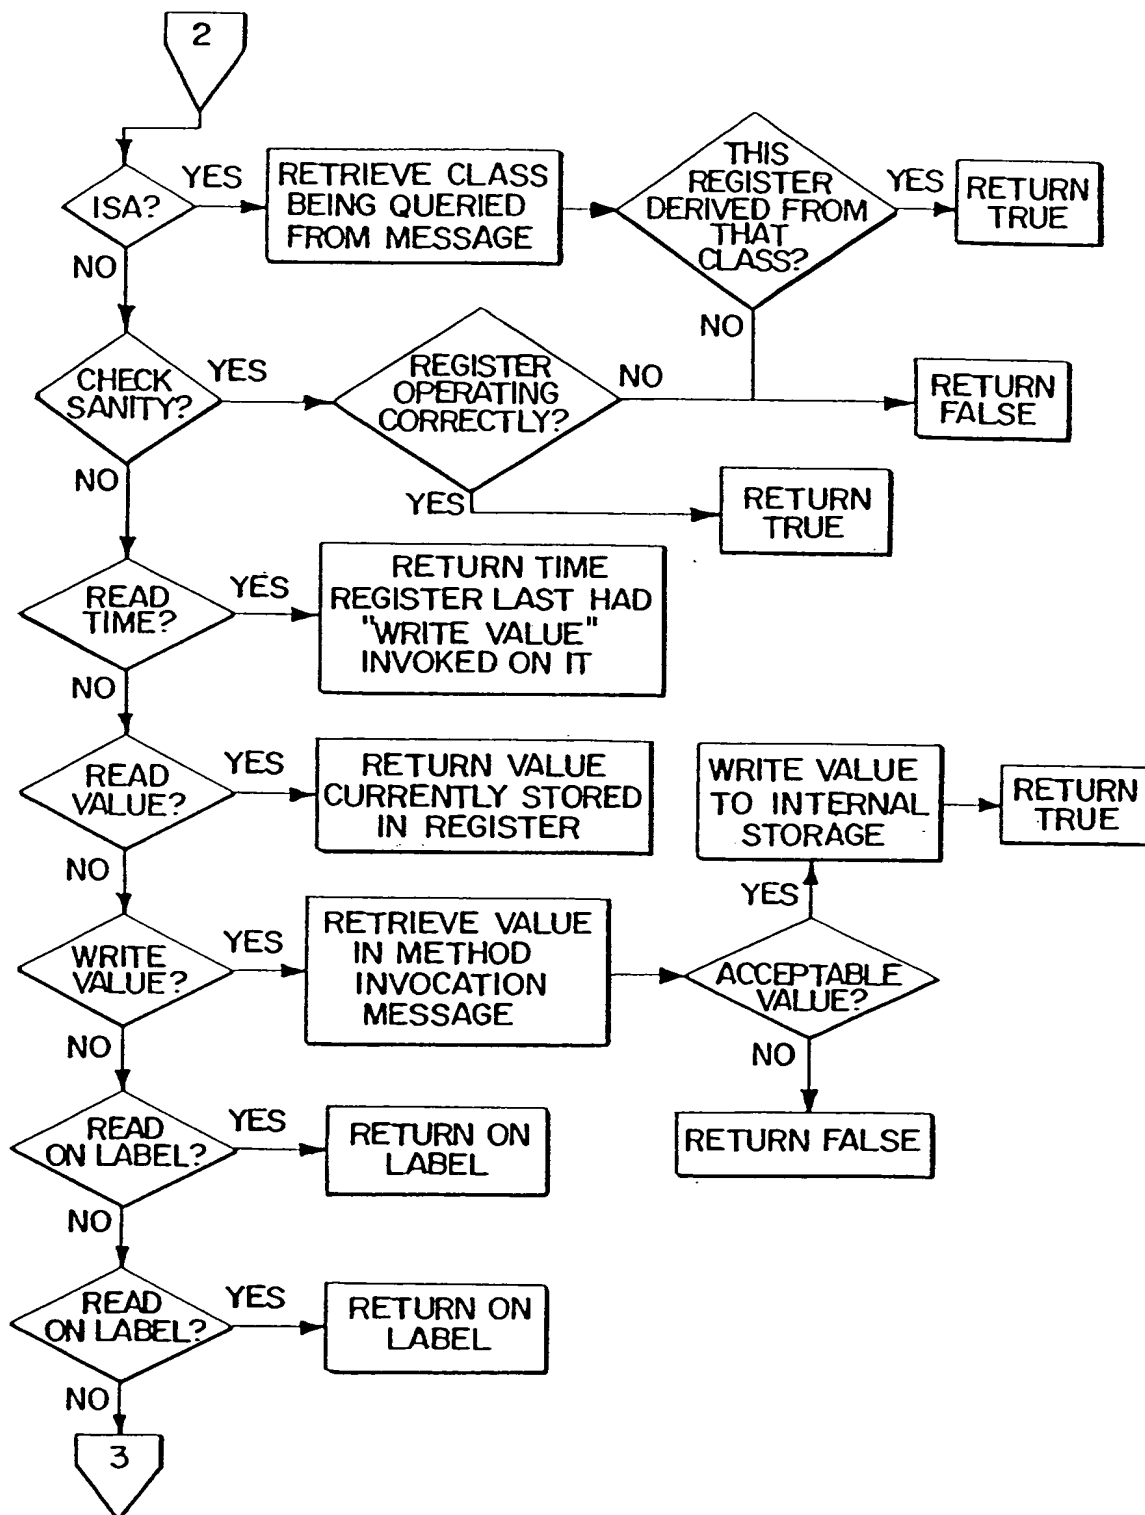 2
ISA?
YES
RETRIEVE CLASS
BEING QUERIED
FROM MESSAGE
THIS
REGISTER
DERIVED FROM
THAT
CLASS?
YES
RETURN
TRUE
NO
NO
CHECK
SANITY?
YES
REGISTER
OPERATING
CORRECTLY?
NO
RETURN
FALSE
NO
YES
RETURN
TRUE
READ
TIME?
YES
RETURN TIME
REGISTER LAST HAD
"WRITE VALUE"
INVOKED ON IT
NO
READ
VALUE?
YES
RETURN VALUE
CURRENTLY STORED
IN REGISTER
WRITE VALUE
TO INTERNAL
STORAGE
RETURN
TRUE
NO
YES
WRITE
VALUE?
YES
RETRIEVE VALUE
IN METHOD
INVOCATION
MESSAGE
ACCEPTABLE
VALUE?
NO
NO
READ
ON LABEL?
YES
RETURN ON
LABEL
RETURN FALSE
NO
READ
ON LABEL?
YES
RETURN ON
LABEL
NO
3